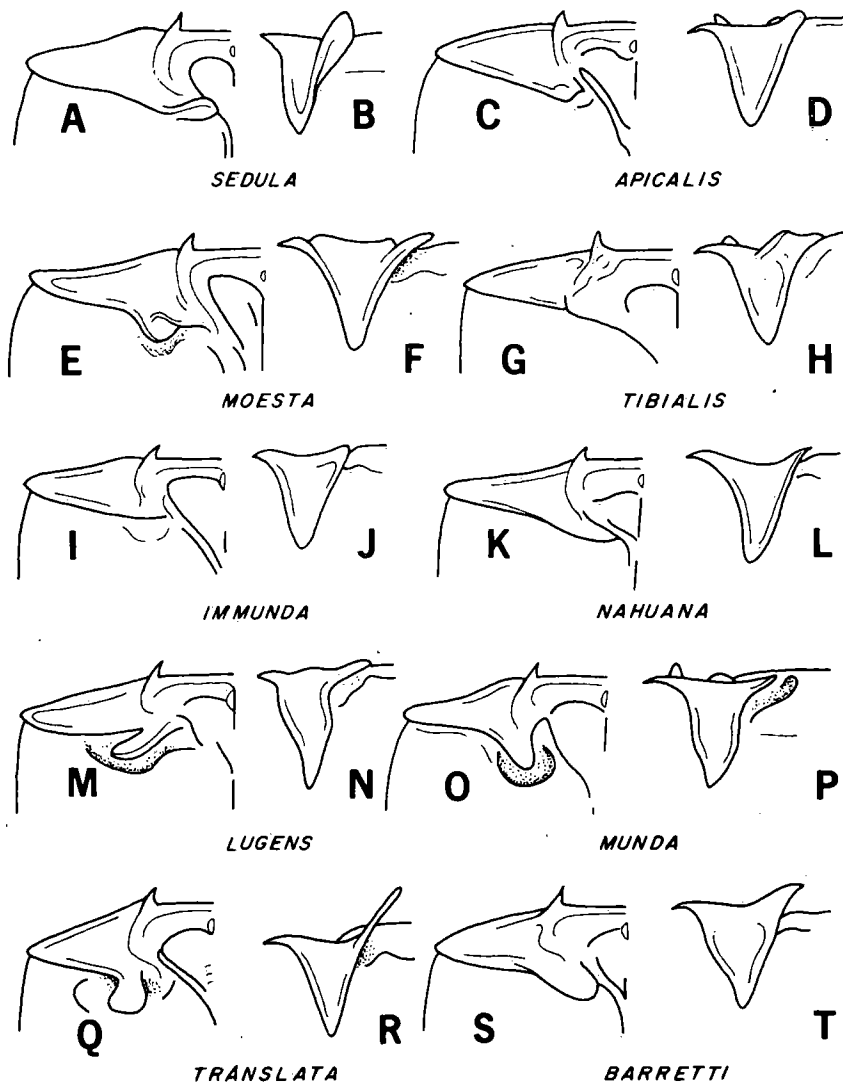 A B C D
SEDULA APICALIS
E F G H
MOESTA TIBIALIS
I J K L
IMMUNDA NAHUANA
M N O P
LUGENS MUNDA
Q R S T
TRANSLATA BARRETTI